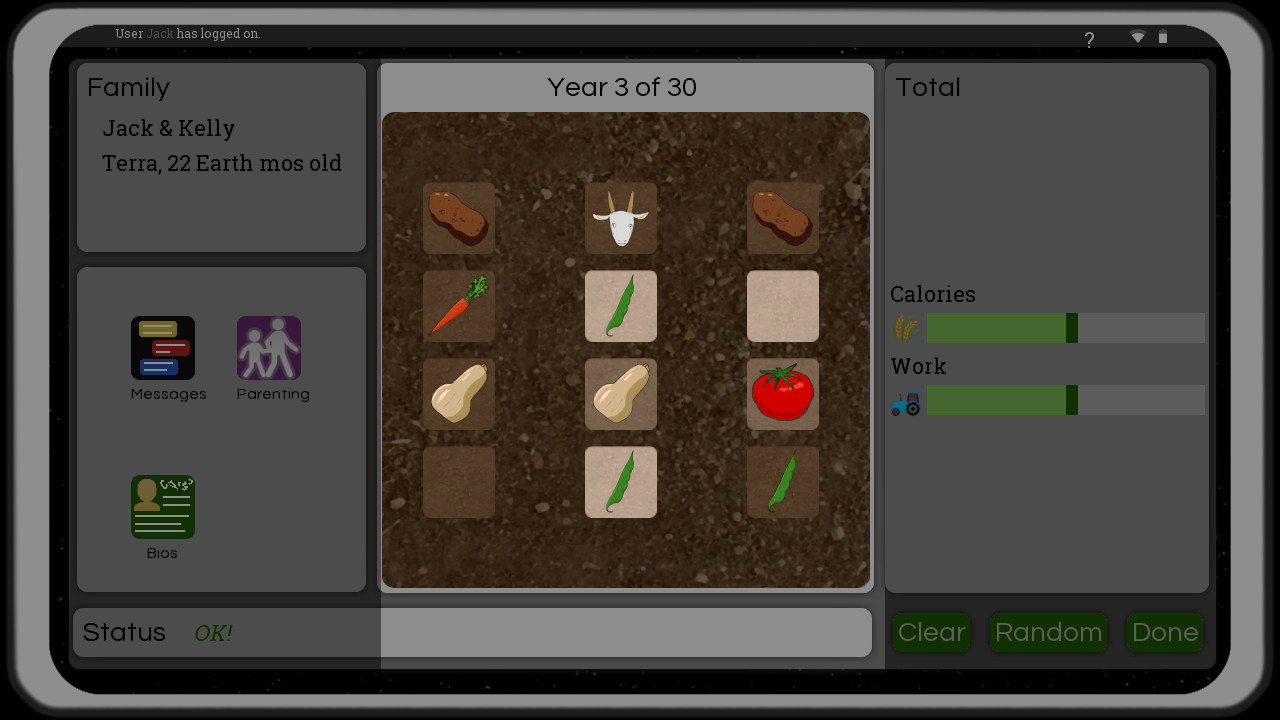 User Jack has logged on.
?
Family
Jack & Kelly
Terra, 22 Earth mos old
Messages
Parenting
Bios
Year 3 of 30
Total
Calories
Work
Status OK!
Clear
Random
Done